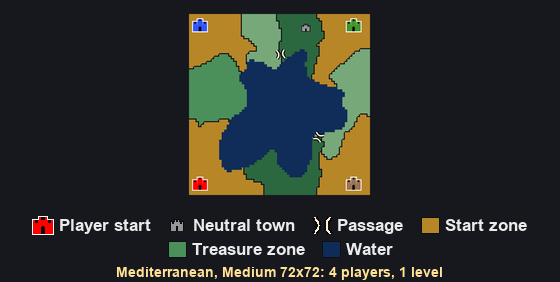 Player start Neutral town Passage Start zone
Treasure zone Water
Mediterranean, Medium 72x72: 4 players, 1 level